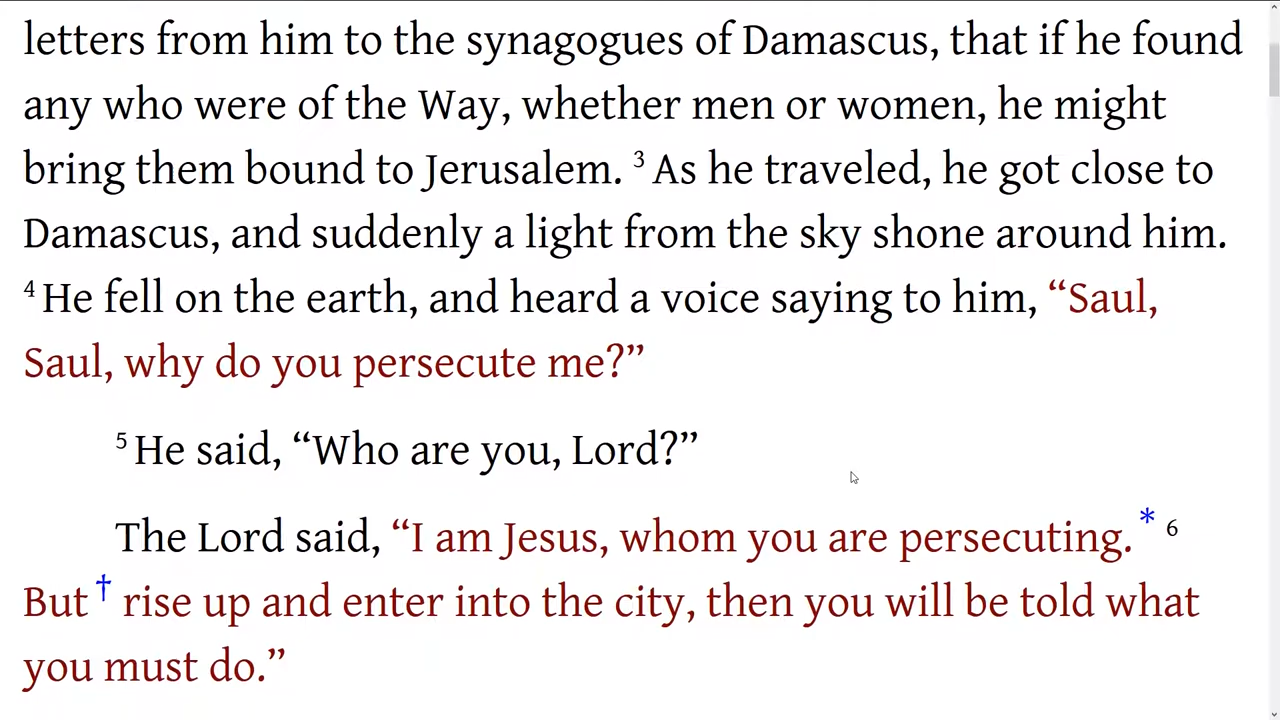 letters from him to the synagogues of Damascus, that if he found
any who were of the Way, whether men or women, he might
bring them bound to Jerusalem. 3 As he traveled, he got close to
Damascus, and suddenly a light from the sky shone around him.
4 He fell on the earth, and heard a voice saying to him, “Saul,
Saul, why do you persecute me?”
5 He said, “Who are you, Lord?”
The Lord said, “I am Jesus, whom you are persecuting. * 6
But † rise up and enter into the city, then you will be told what
you must do.”